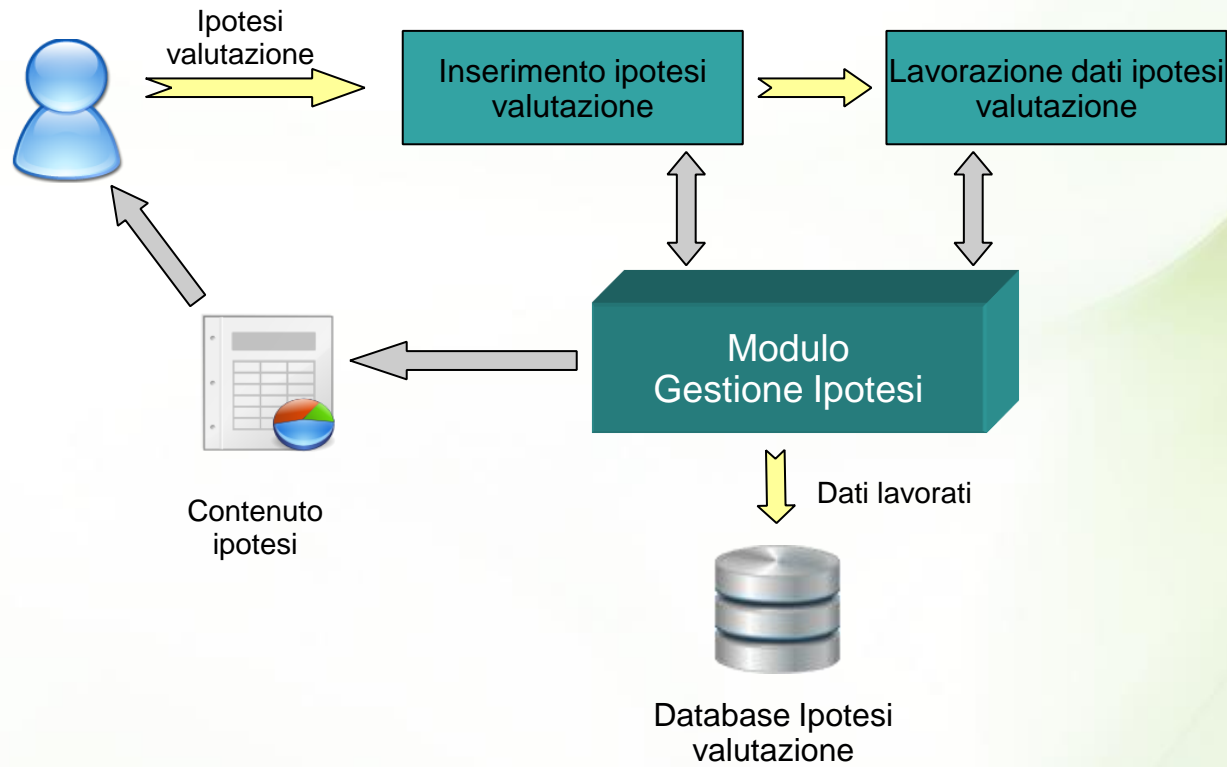 Ipotesi
valutazione
Inserimento ipotesi
valutazione
Lavorazione dati ipotesi
valutazione
Modulo
Gestione Ipotesi
Dati lavorati
Contenuto
ipotesi
Database Ipotesi
valutazione